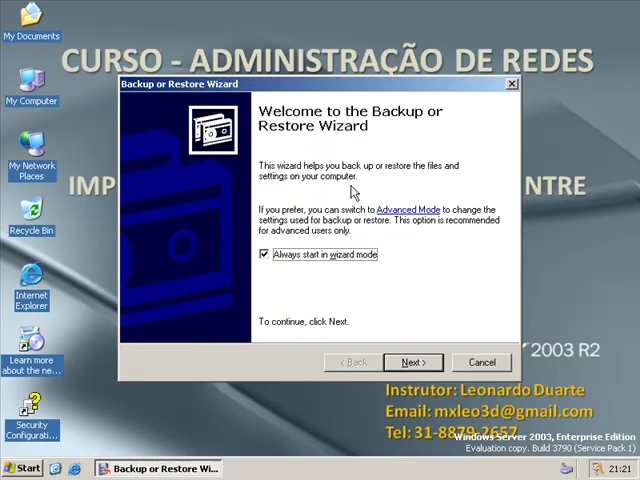 My Documents
CURSO - ADMINISTRAÇÃO DE REDES
Backup or Restore Wizard
My Computer
Welcome to the Backup or
Restore Wizard
This wizard helps you back up or restore the files and
settings on your computer.
My Network
Places
IMP
NTRE
If you prefer, you can switch to Advanced Mode to change the
settings used for backup or restore. This option is recommended
for advanced users only.
Recycle Bin
Always start in wizard mode
Internet
Explorer
To continue, click Next.
2003 R2
Learn more
about the ne...
< Back
Next >
Cancel
Instrutor: Leonardo Duarte
Email: mxleo3d@gmail.com
Tel: 31-8879-2657
Security
Configurati...
Windows Server 2003, Enterprise Edition
Evaluation copy. Build 3790 (Service Pack 1)
Start
Backup or Restore Wi...
21:21